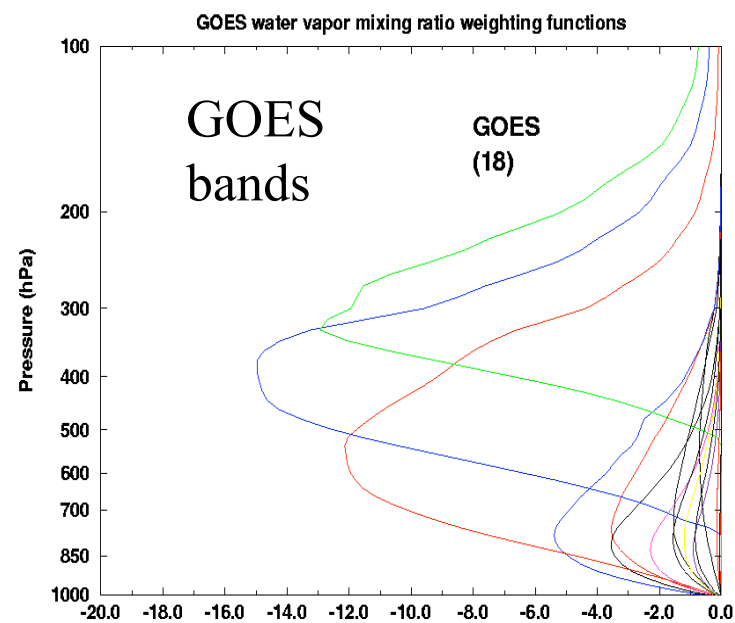 GOES water vapor mixing ratio weighting functions
100
GOES
bands
GOES
(18)
200
Pressure (hPa)
300
400
500
600
700
850
1000
-20.0 -18.0 -16.0 -14.0 -12.0 -10.0 -8.0 -6.0 -4.0 -2.0 0.0